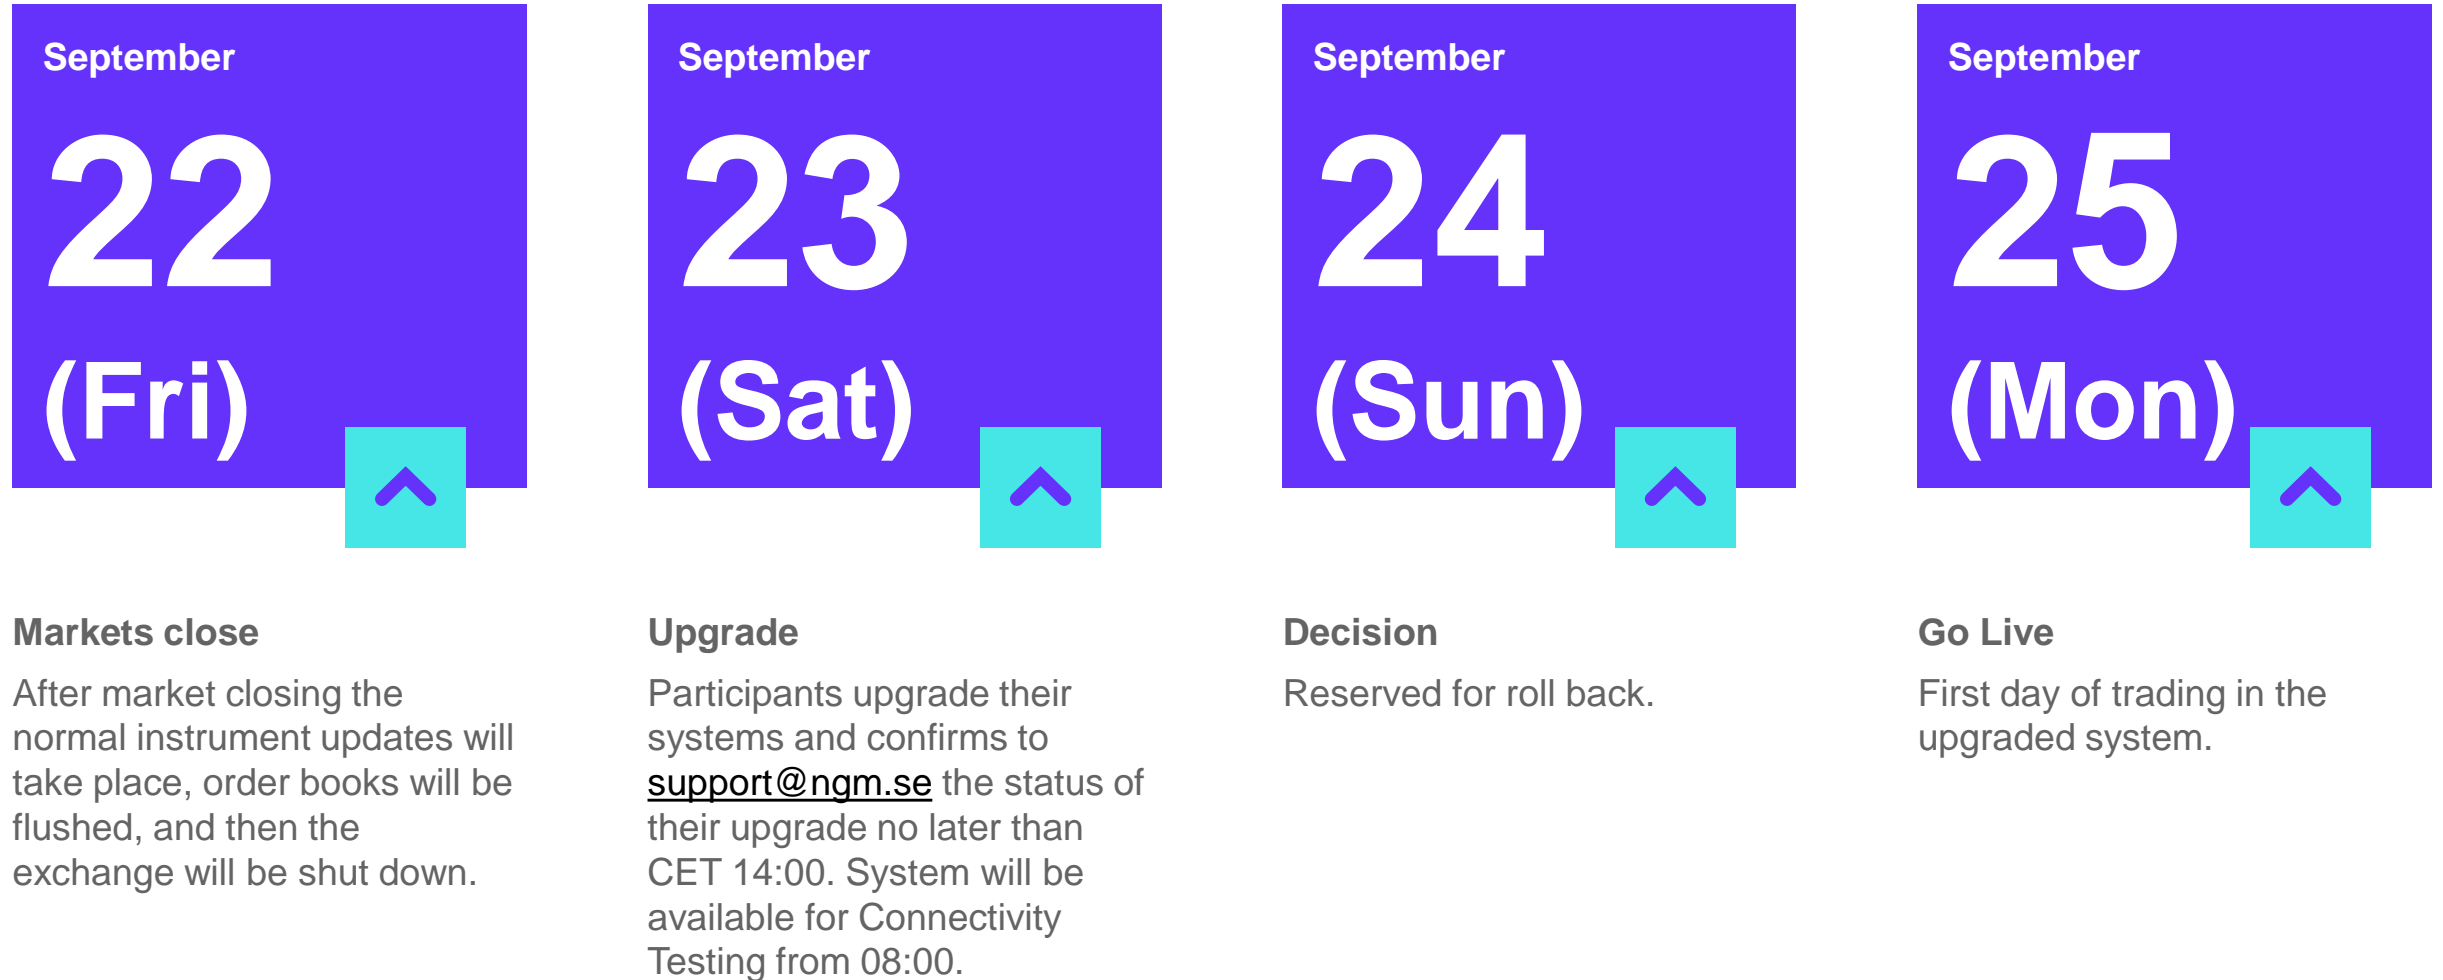 September
22
(Fri)
Markets close
After market closing the
normal instrument updates will
take place, order books will be
flushed, and then the
exchange will be shut down.
September
23
(Sat)
Upgrade
Participants upgrade their
systems and confirms to
support@ngm.se the status of
their upgrade no later than
CET 14:00. System will be
available for Connectivity
Testing from 08:00.
September
24
(Sun)
Decision
Reserved for roll back.
September
25
(Mon)
Go Live
First day of trading in the
upgraded system.